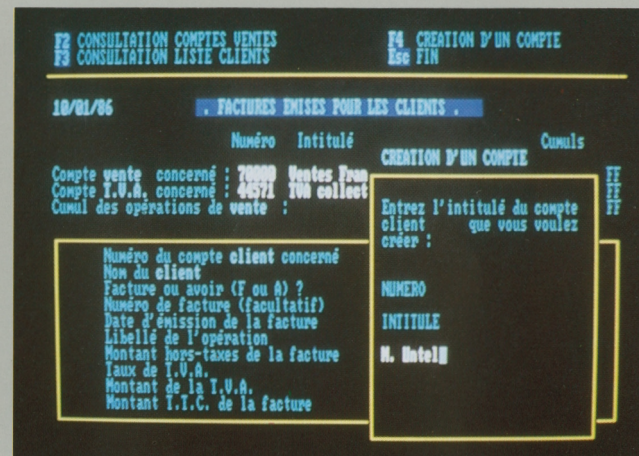 F2 CONSULTATION COMPTES VENTES
F3 CONSULTATION LISTE CLIENTS
F4 CREATION D'UN COMPTE
Esc FIN
10/01/86
. FACTURES EMISES POUR LES CLIENTS .
Numéro Intitulé Cumuls
Compte vente concerné : 70000 Ventes Fran FF
Compte T.V.A. concerné : 44571 TVA collect FF
Cumul des opérations de vente : FF
Numéro du compte client concerné
Nom du client
Facture ou avoir (F ou A) ?
Numéro de facture (facultatif)
Date d'émission de la facture
Libellé de l'opération
Montant hors-taxes de la facture
Taux de T.V.A.
Montant de la T.V.A.
Montant T.T.C. de la facture
CREATION D'UN COMPTE
Entrez l'intitulé du compte
client que vous voulez
créer :
NUMERO
INTITULE
M. Untel